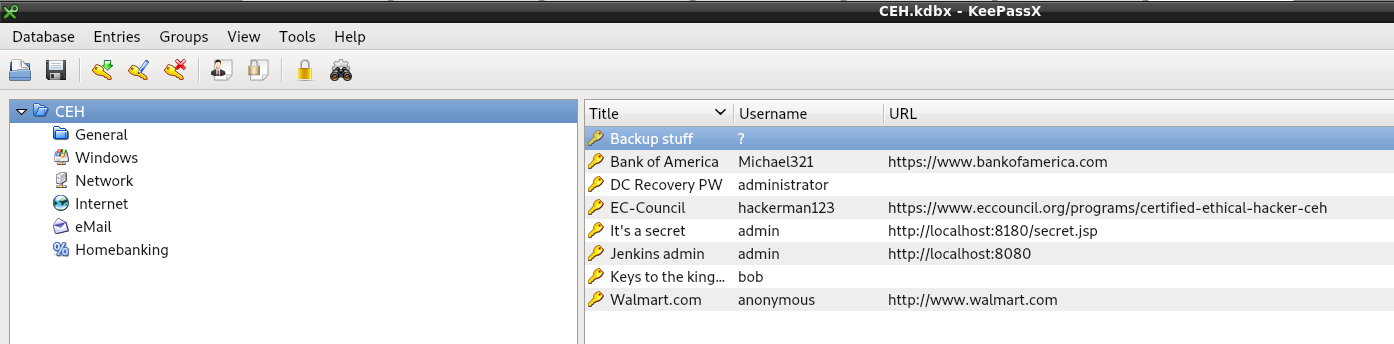 CEH.kdbx - KeePassX
Database Entries Groups View Tools Help
CEH
General
Windows
Network
Internet
eMail
Homebanking
Title Username URL
Backup stuff ?
Bank of America Michael321 https://www.bankofamerica.com
DC Recovery PW administrator
EC-Council hackerman123 https://www.eccouncil.org/programs/certified-ethical-hacker-ceh
It's a secret admin http://localhost:8180/secret.jsp
Jenkins admin admin http://localhost:8080
Keys to the king... bob
Walmart.com anonymous http://www.walmart.com